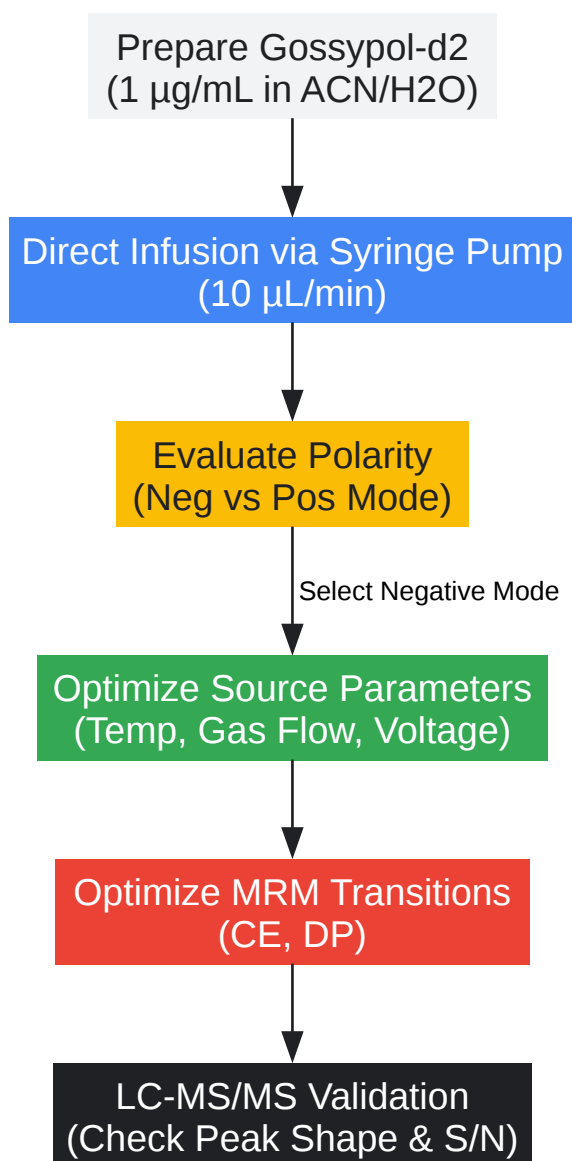 Prepare Gossypol-d2
(1 µg/mL in ACN/H2O)
Direct Infusion via Syringe Pump
(10 µL/min)
Evaluate Polarity
(Neg vs Pos Mode)
Select Negative Mode
Optimize Source Parameters
(Temp, Gas Flow, Voltage)
Optimize MRM Transitions
(CE, DP)
LC-MS/MS Validation
(Check Peak Shape & S/N)